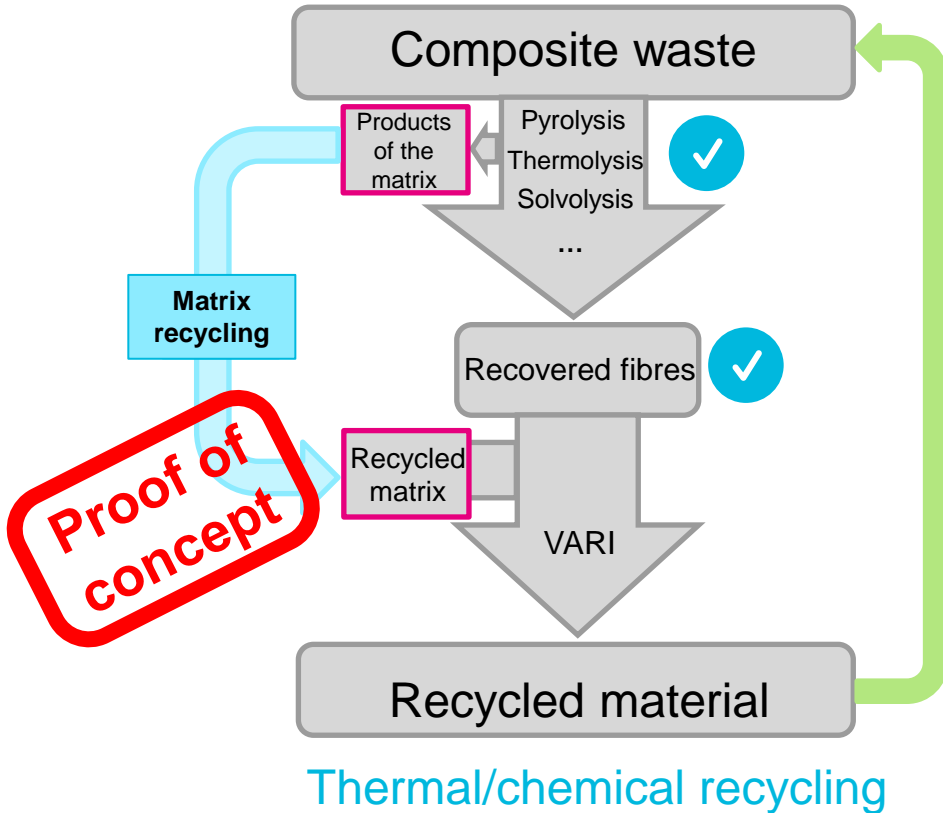 Composite waste
Products
of the
matrix
Pyrolysis
Thermolysis
Solvolysis
...
Matrix
recycling
Recovered fibres
Proof of
concept
Recycled
matrix
VARI
Recycled material
Thermal/chemical recycling